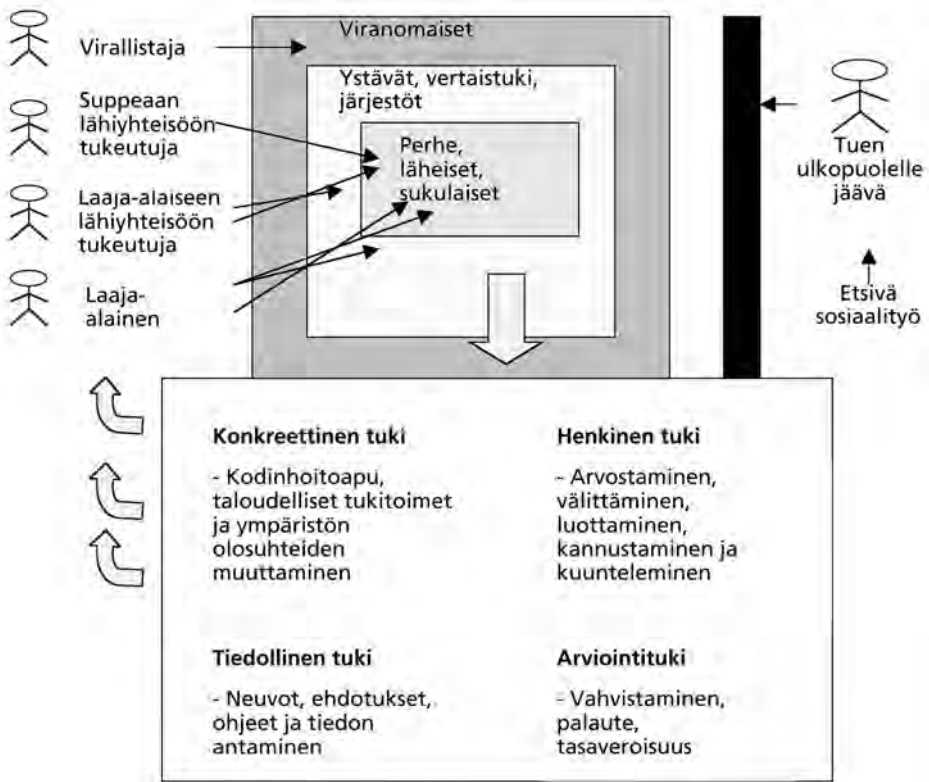 Virallistaja
Suppeaan
lähiyhteisöön
tukeutuja
Laaja-alaiseen
lähiyhteisöön
tukeutuja
Laaja-
alainen
Viranomaiset
Ystävät, vertaistuki,
järjestöt
Perhe,
läheiset,
sukulaiset
Tuen
ulkopuolelle
jäävä
Etsivä
sosiaalityö
Konkreettinen tuki
- Kodinhoitoapu,
taloudelliset tukitoimet
ja ympäristön
olosuhteiden
muuttaminen
Henkinen tuki
- Arvostaminen,
välittäminen,
luottaminen,
kannustaminen ja
kuunteleminen
Tiedollinen tuki
- Neuvot, ehdotukset,
ohjeet ja tiedon
antaminen
Arviointituki
- Vahvistaminen,
palaute,
tasaveroisuus